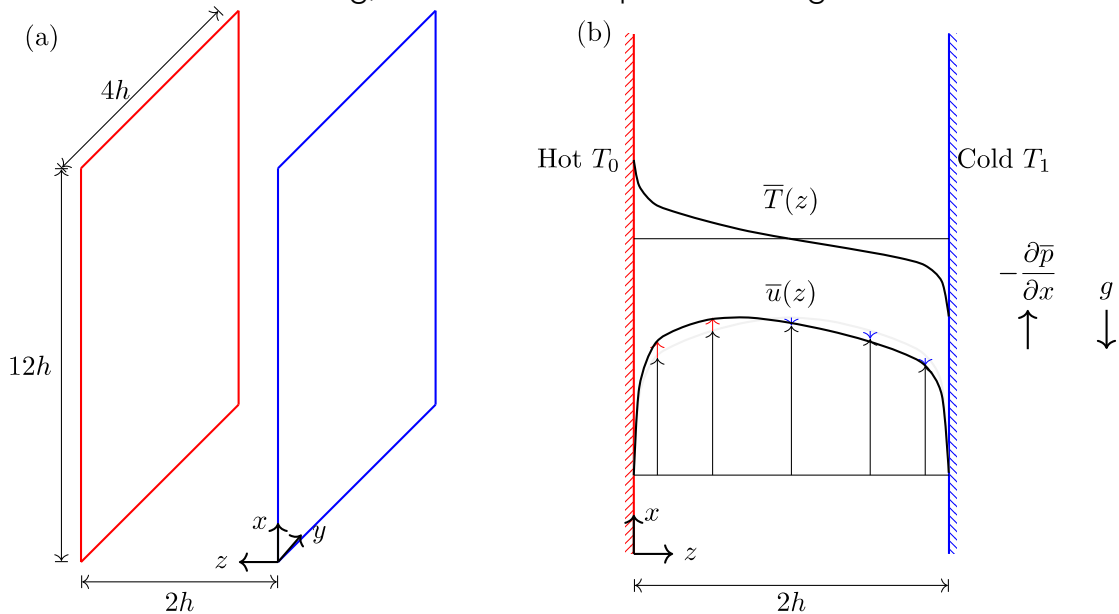 (a)
4h
12h
x
y
z
2h
(b)
Hot T_0
Cold T_1
\overline{T}(z)
\overline{u}(z)
-\frac{\partial \overline{p}}{\partial x}
g
x
z
2h